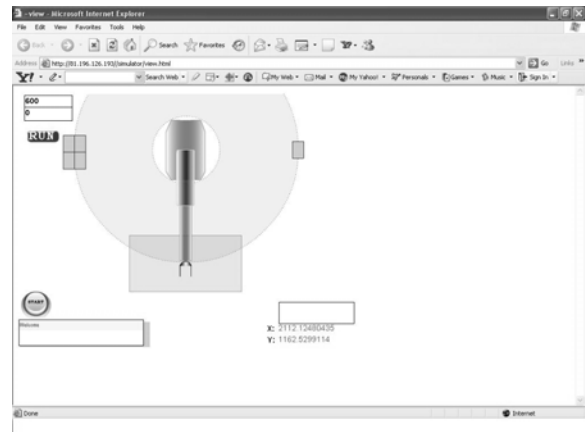 -view - Microsoft Internet Explorer
File Edit View Favorites Tools Help
Back Search Favorites
Address http://81.196.126.193/simulator/view.html Go Links »
Y! Search Web My Web Mail My Yahoo! Personals Games Music Sign In
600
0
RUN
START
X: 2112.12480435
Y: 1162.5299114
Done Internet